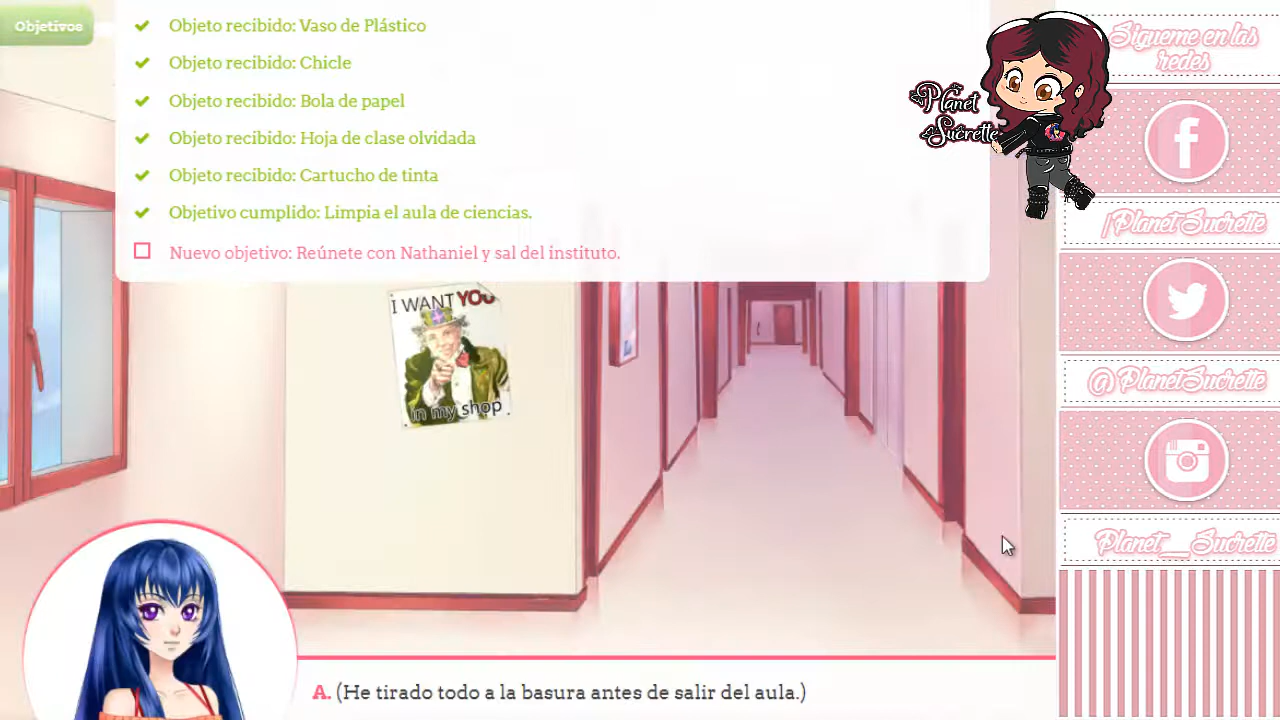 Objetivos
Objeto recibido: Vaso de Plástico
Objeto recibido: Chicle
Objeto recibido: Bola de papel
Objeto recibido: Hoja de clase olvidada
Objeto recibido: Cartucho de tinta
Objetivo cumplido: Limpia el aula de ciencias.
Nuevo objetivo: Reúnete con Nathaniel y sal del instituto.
I WANT YOU
in my shop.
A. (He tirado todo a la basura antes de salir del aula.)
Planet
Sucrette
Sigueme en las
redes
/PlanetSucrette
@PlanetSucrette
Planet__Sucrette